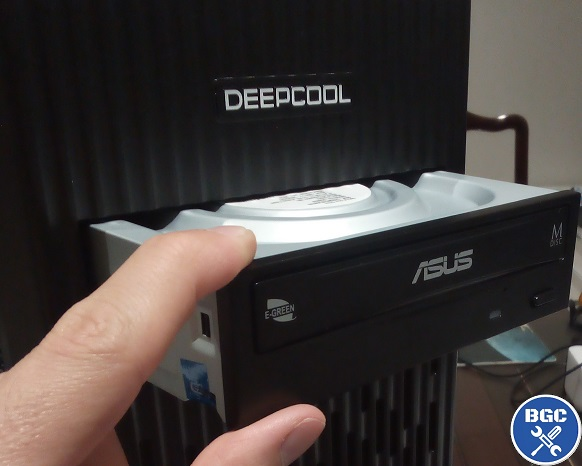 DEEPCOOL
ASUS
M
DISC
E-GREEN
BGC